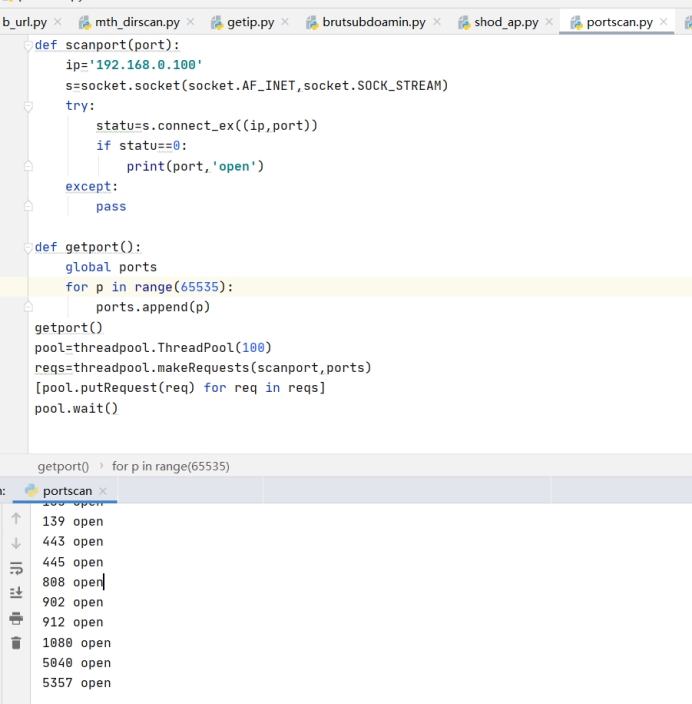 b_url.py mth_dirscan.py getip.py brutsubdoamin.py shod_ap.py portscan.py
def scanport(port):
    ip='192.168.0.100'
    s=socket.socket(socket.AF_INET,socket.SOCK_STREAM)
    try:
        statu=s.connect_ex((ip,port))
        if statu==0:
            print(port,'open')
    except:
        pass
def getport():
    global ports
    for p in range(65535):
        ports.append(p)
getport()
pool=threadpool.ThreadPool(100)
reqs=threadpool.makeRequests(scanport,ports)
[pool.putRequest(req) for req in reqs]
pool.wait()
getport() › for p in range(65535)
portscan
open
139 open
443 open
445 open
808 open
902 open
912 open
1080 open
5040 open
5357 open